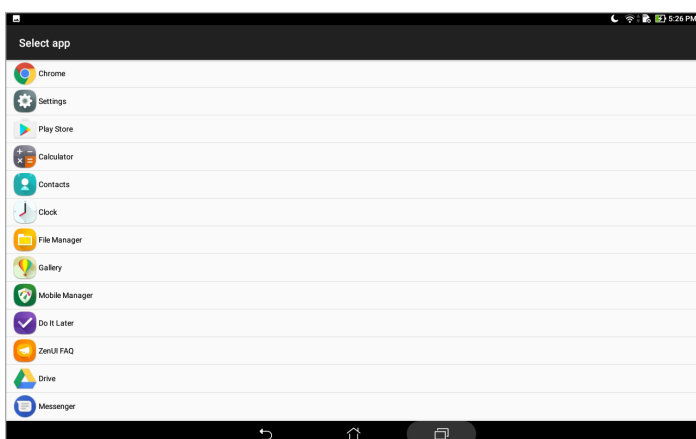 5:26 PM
Select app
Chrome
Settings
Play Store
Calculator
Contacts
Clock
File Manager
Gallery
Mobile Manager
Do It Later
ZenUI FAQ
Drive
Messenger